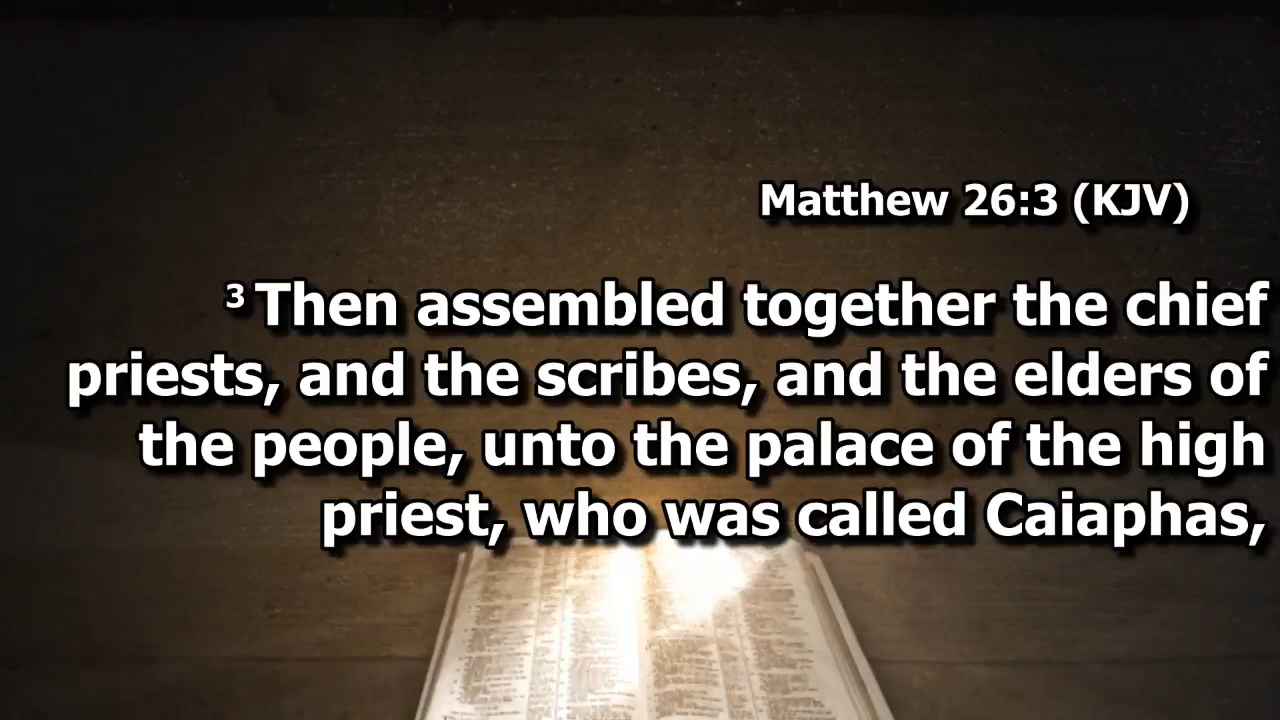 Matthew 26:3 (KJV)
3 Then assembled together the chief
priests, and the scribes, and the elders of
the people, unto the palace of the high
priest, who was called Caiaphas,